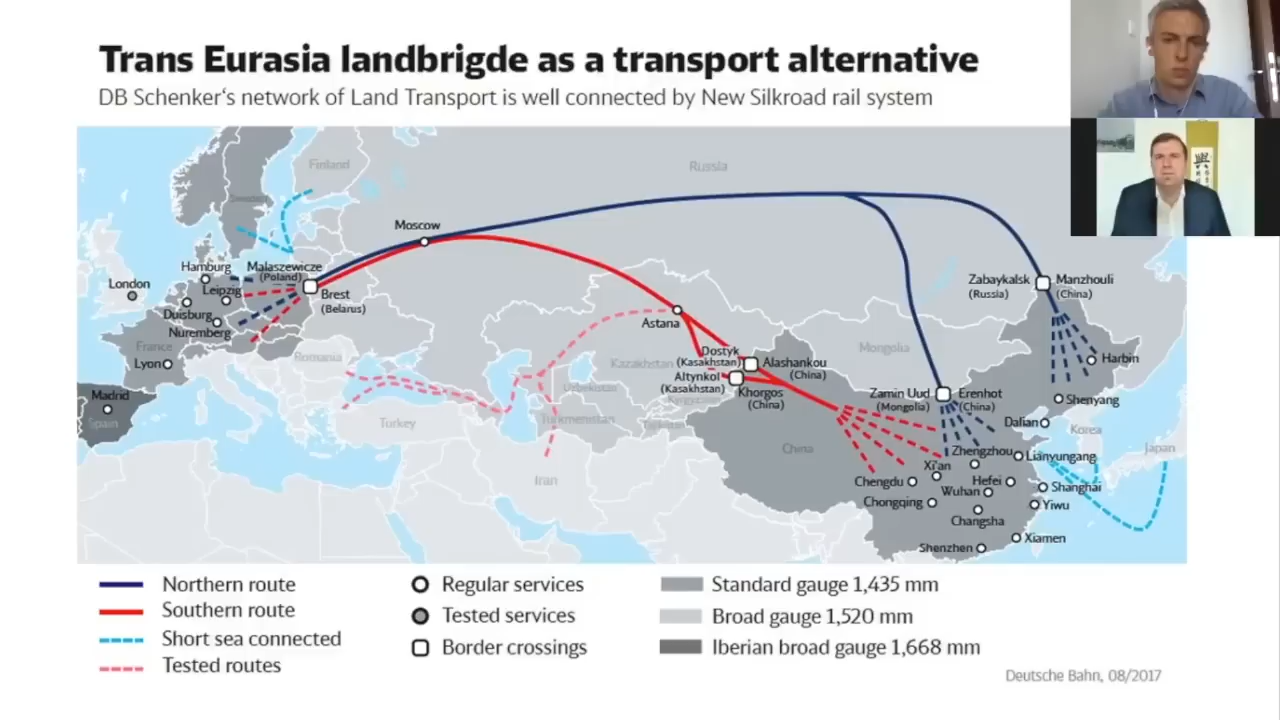 Trans Eurasia landbrigde as a transport alternative
DB Schenker's network of Land Transport is well connected by New Silkroad rail system
Finland
Russia
Sweden
Moscow
Hamburg
Malaszewicze
(Poland)
London
Leipzig
Brest
(Belarus)
Duisburg
Nuremberg
France
Lyon
Romania
Madrid
Spain
Turkey
Iran
Astana
Kazakhstan
Uzbekistan
Turkmenistan
Dostyk
(Kasakhstan)
Alashankou
(China)
Altynkol
(Kasakhstan)
Khorgos
(China)
Mongolia
Zabaykalsk
(Russia)
Manzhouli
(China)
Harbin
Zamin Uud
(Mongolia)
Erenhot
(China)
Shenyang
Dalian
Korea
Japan
China
Zhengzhou
Lianyungang
Xi'an
Chengdu
Hefei
Wuhan
Shanghai
Chongqing
Yiwu
Changsha
Xiamen
Shenzhen
Northern route
Southern route
Short sea connected
Tested routes
Regular services
Tested services
Border crossings
Standard gauge 1,435 mm
Broad gauge 1,520 mm
Iberian broad gauge 1,668 mm
Deutsche Bahn, 08/2017